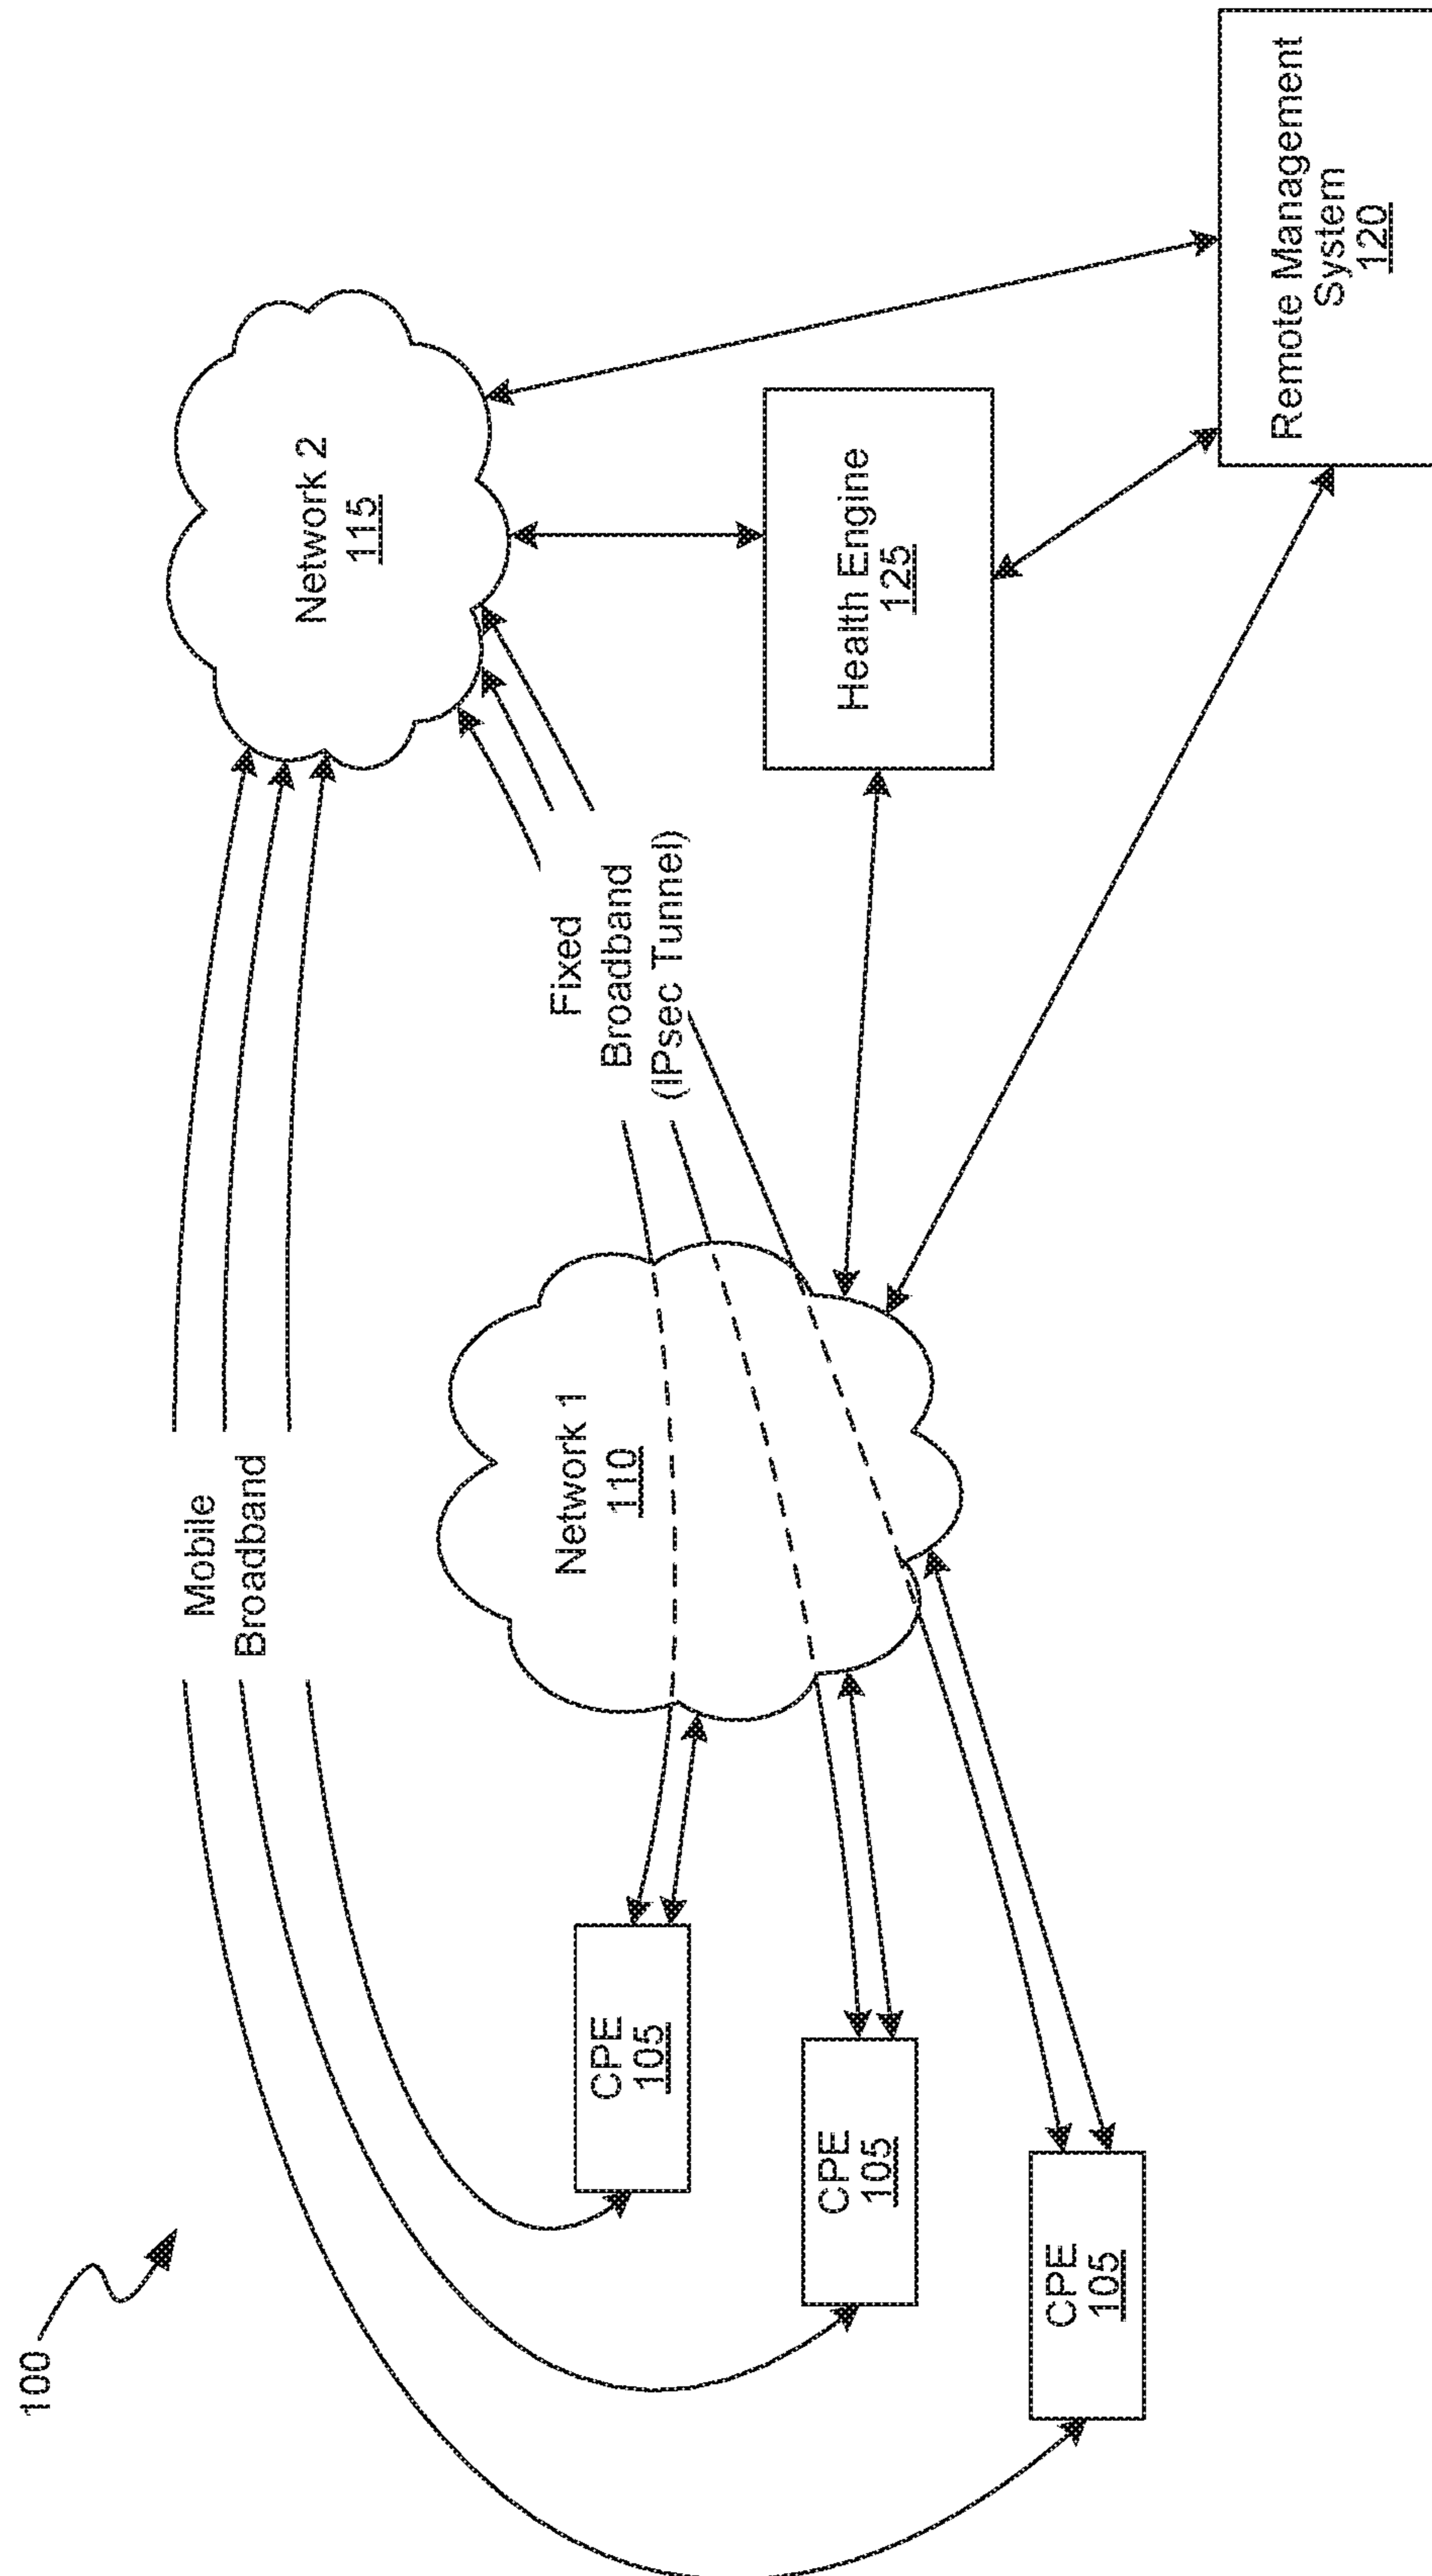 100
Mobile
Broadband
Network 2
115
Fixed
Broadband
(IPsec Tunnel)
Network 1
110
CPE
105
CPE
105
CPE
105
Health Engine
125
Remote Management
System
120